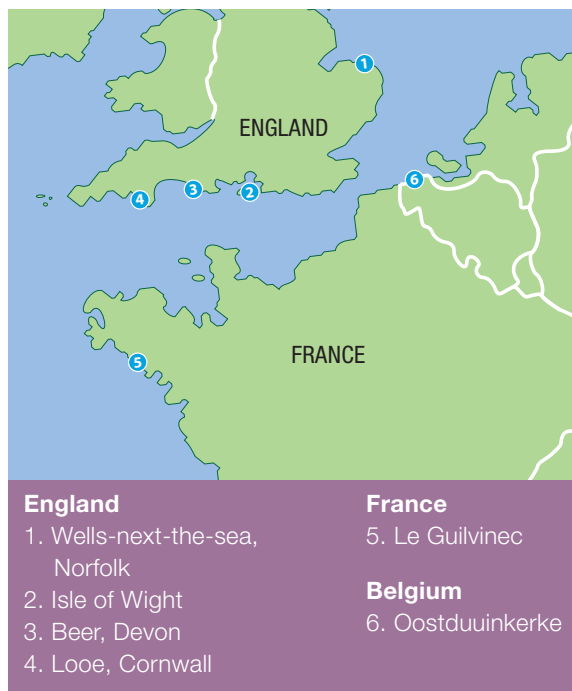 1
ENGLAND
2
3
4
6
5
FRANCE
England
1. Wells-next-the-sea,
Norfolk
2. Isle of Wight
3. Beer, Devon
4. Looe, Cornwall
France
5. Le Guilvinec
Belgium
6. Oostduuinkerke